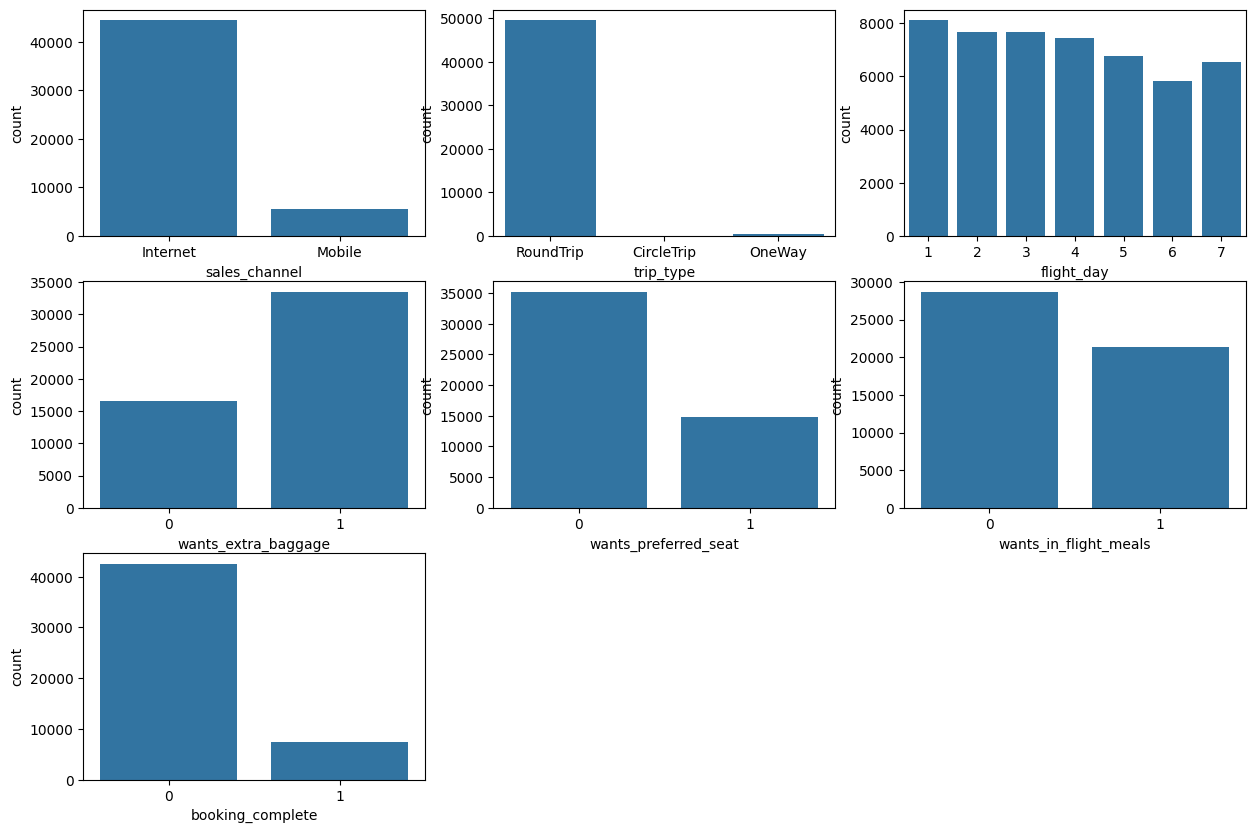 count
40000
30000
20000
10000
0
Internet Mobile
sales_channel
count
50000
40000
30000
20000
10000
0
RoundTrip CircleTrip OneWay
trip_type
count
8000
6000
4000
2000
0
1 2 3 4 5 6 7
flight_day
count
35000
30000
25000
20000
15000
10000
5000
0
0 1
wants_extra_baggage
count
35000
30000
25000
20000
15000
10000
5000
0
0 1
wants_preferred_seat
count
30000
25000
20000
15000
10000
5000
0
0 1
wants_in_flight_meals
count
40000
30000
20000
10000
0
0 1
booking_complete